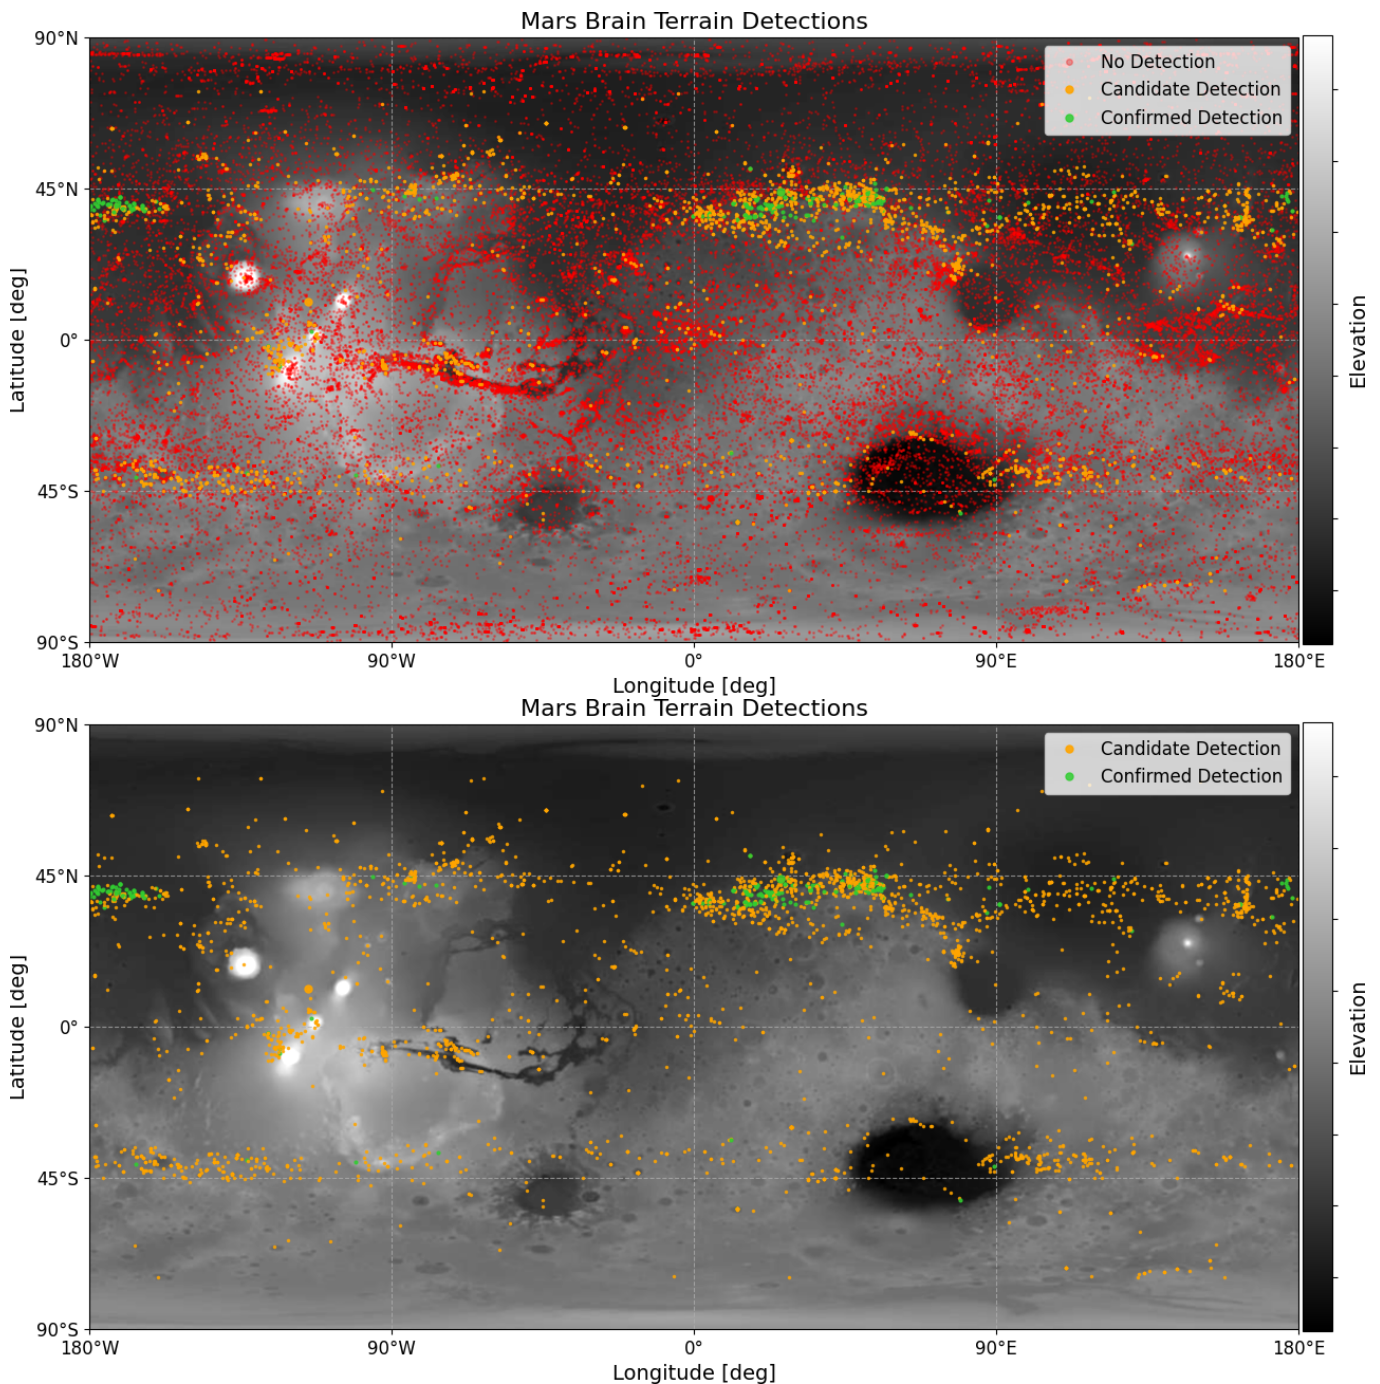 Mars Brain Terrain Detections
90°N
45°N
0°
45°S
90°S
Latitude [deg]
No Detection
Candidate Detection
Confirmed Detection
Elevation
180°W
90°W
0°
90°E
180°E
Longitude [deg]
Mars Brain Terrain Detections
90°N
45°N
0°
45°S
90°S
Latitude [deg]
Candidate Detection
Confirmed Detection
Elevation
180°W
90°W
0°
90°E
180°E
Longitude [deg]